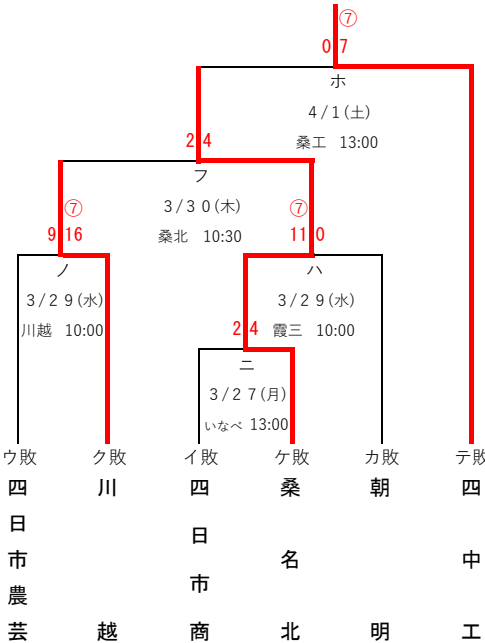 ⑦
0 7
ホ
4/1(土)
桑工 13:00
2 4
フ
3/30(木)
桑北 10:30
⑦
9 16
ノ
3/29(水)
川越 10:00
⑦
11 0
ハ
3/29(水)
霞三 10:00
2 4
ニ
3/27(月)
いなべ 13:00
ウ敗 ク敗 イ敗 ケ敗 カ敗 テ敗
四日市農芸
川越
四日市商
桑名北
朝明
四中工